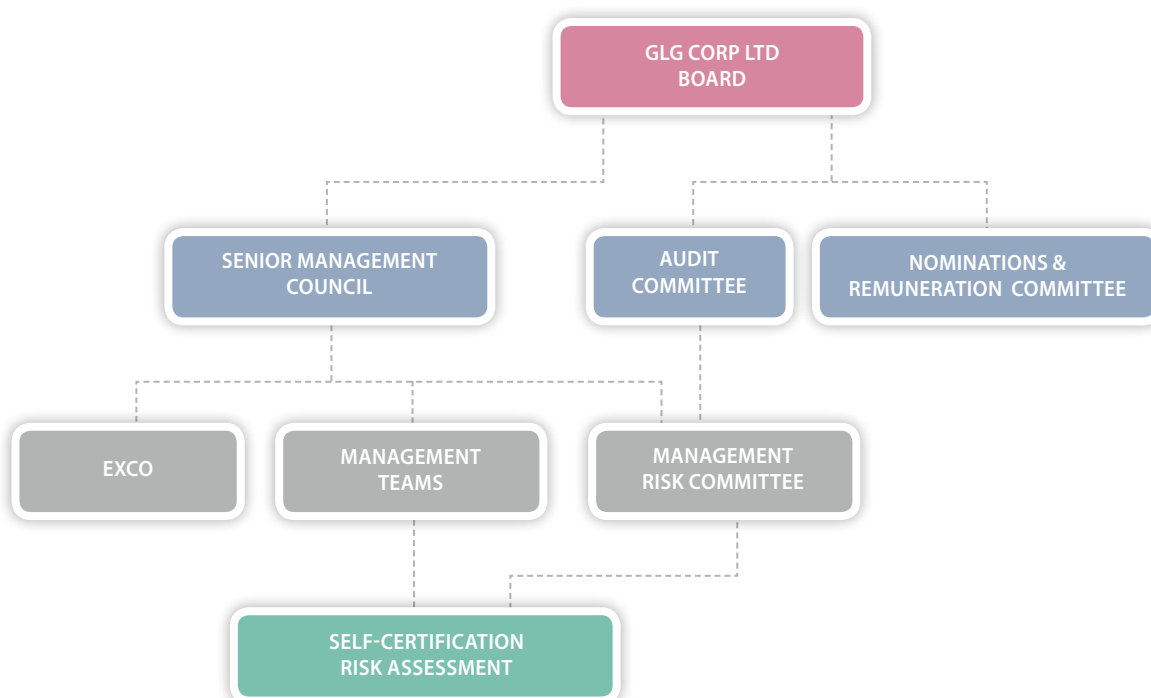 GLG CORP LTD
BOARD
SENIOR MANAGEMENT
COUNCIL
AUDIT
COMMITTEE
NOMINATIONS &
REMUNERATION COMMITTEE
EXCO
MANAGEMENT
TEAMS
MANAGEMENT
RISK COMMITTEE
SELF-CERTIFICATION
RISK ASSESSMENT